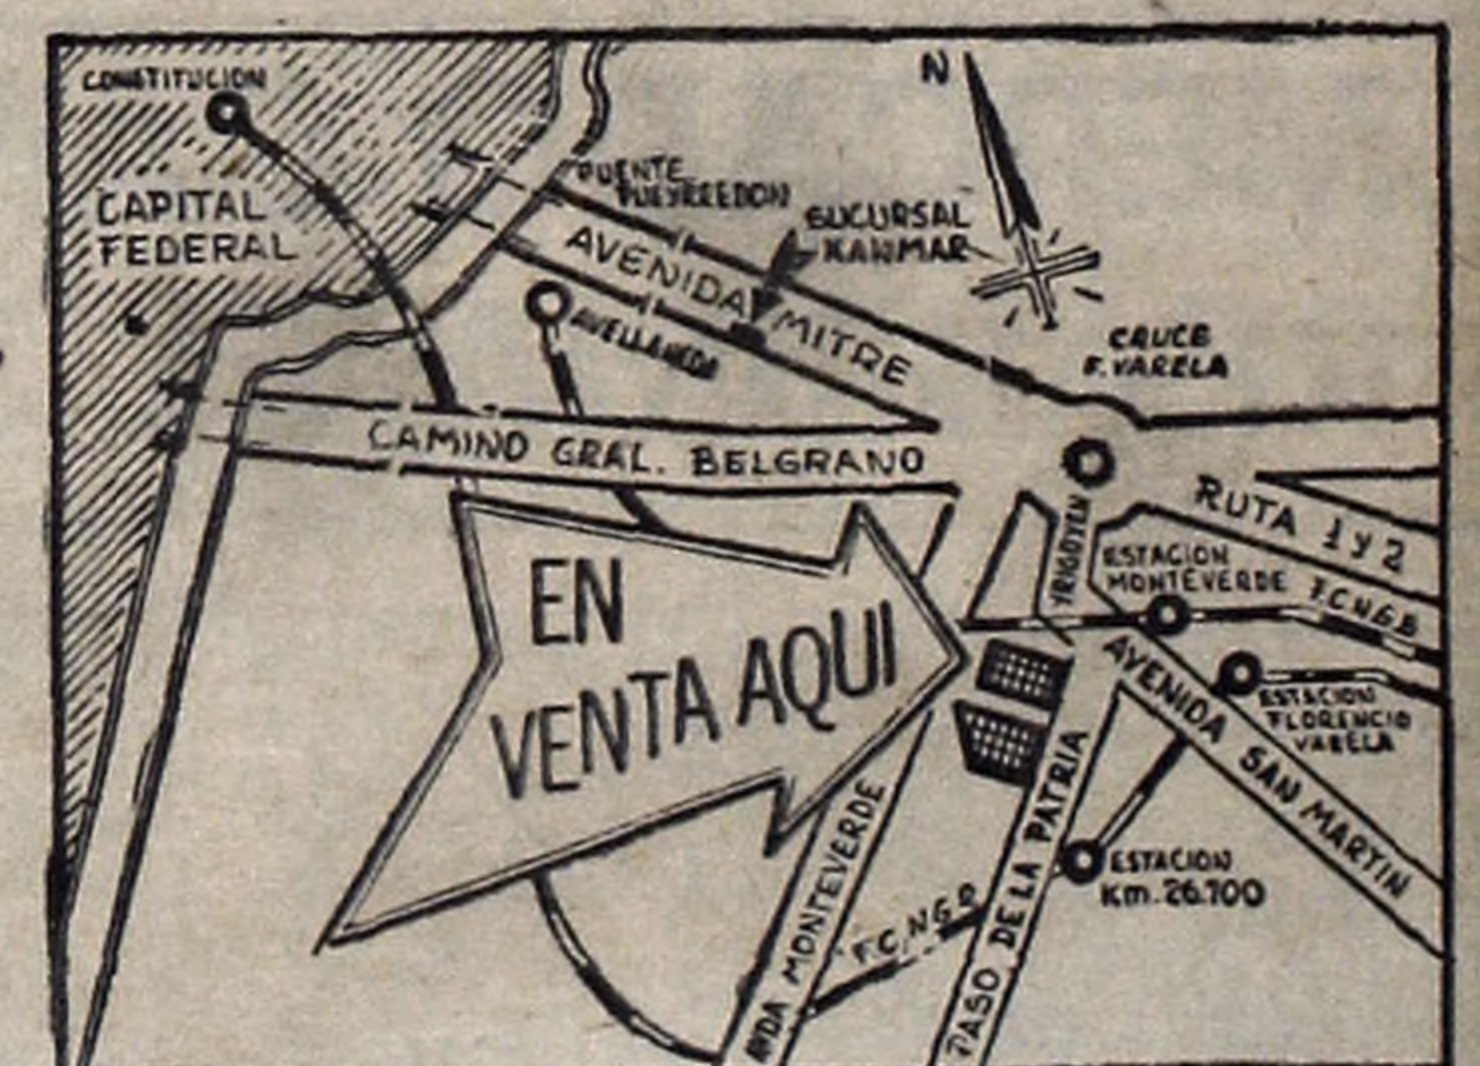 CONSTITUCION
N
CAPITAL
FEDERAL
PUENTE
PUEYRREDON
SUCURSAL
KANMAR
AVENIDA MITRE
AVELLANEDA
CRUCE
F. VARELA
CAMINO GRAL. BELGRANO
RUTA 1 y 2
YRIGOYEN
ESTACION
MONTEVERDE
F.C.N.G.B
EN
VENTA AQUI
AVENIDA SAN MARTIN
ESTACION
FLORENCIO
VARELA
ESTACION
Km. 26.700
AVDA MONTEVERDE
F.C.N.G.R
PASO DE LA PATRIA